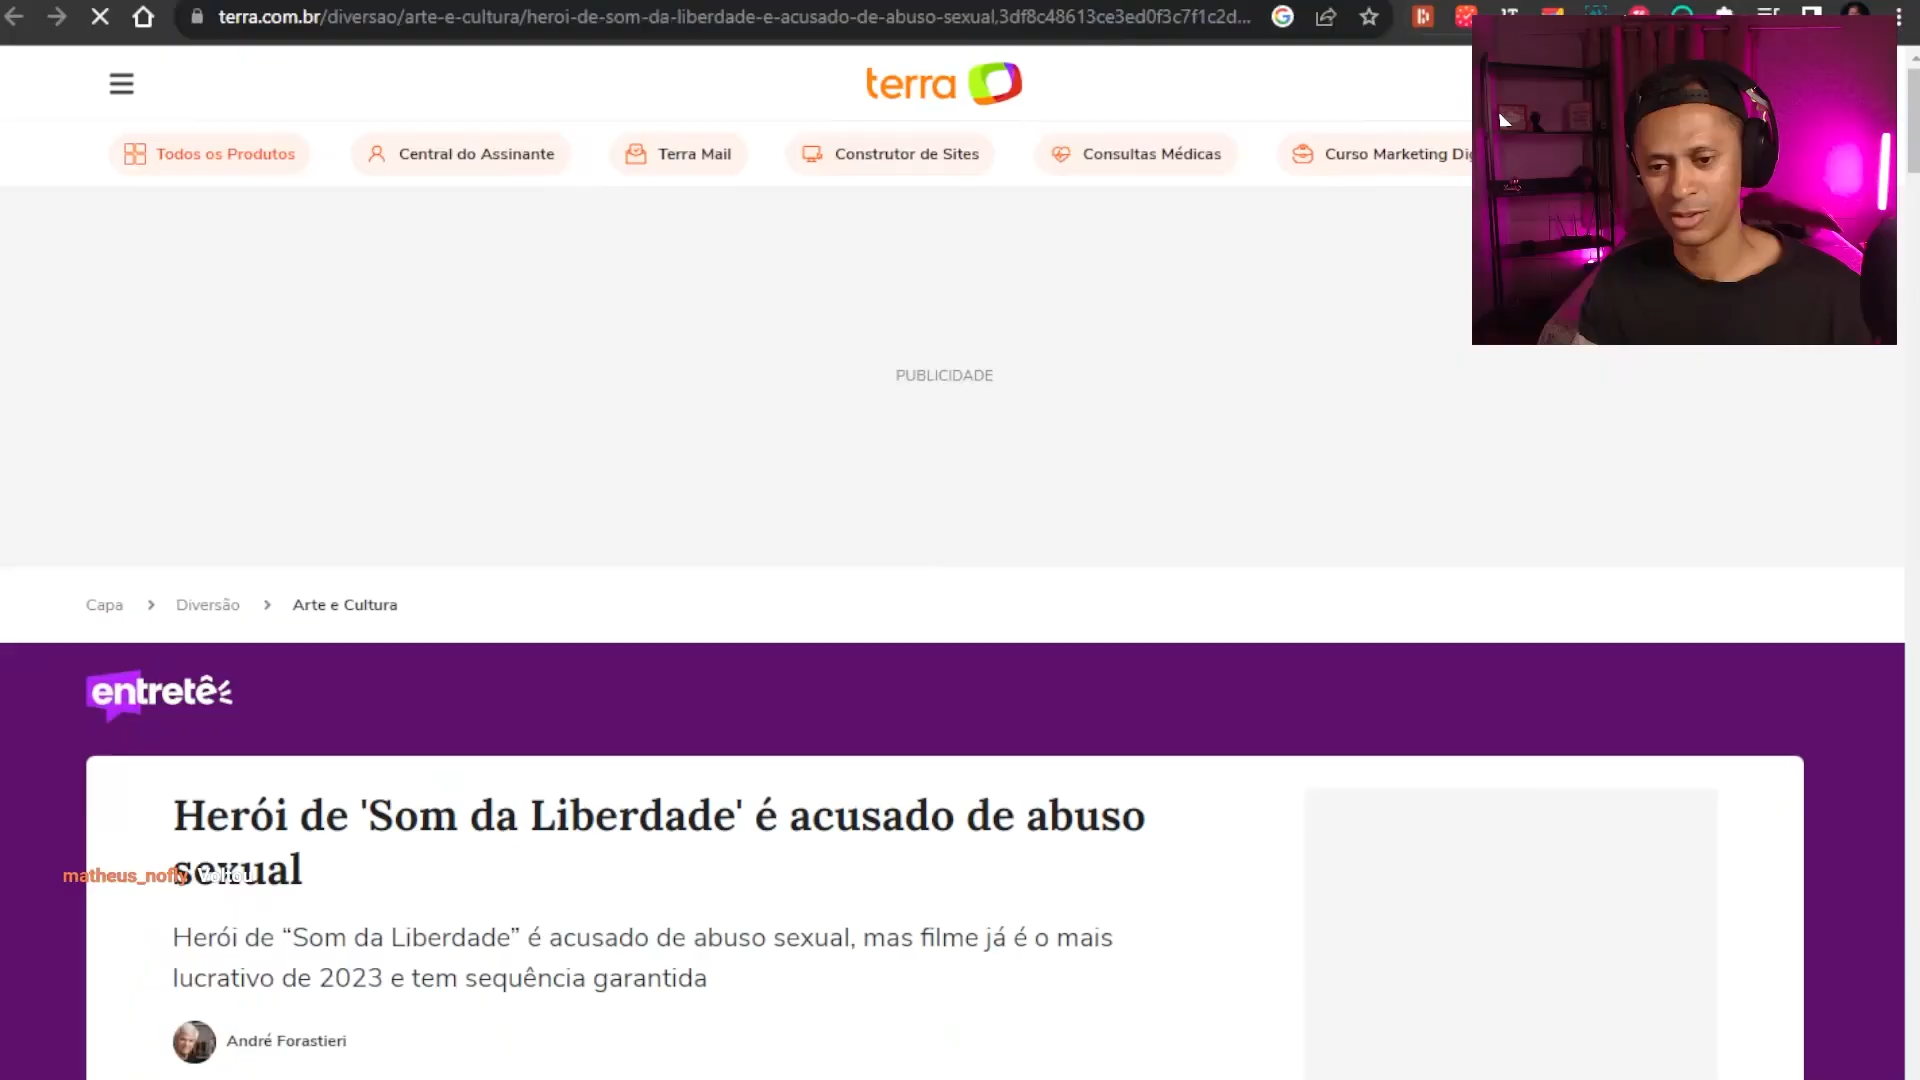 terra.com.br/diversao/arte-e-cultura/heroi-de-som-da-liberdade-e-acusado-de-abuso-sexual,3df8c48613ce3ed0f3c7f1c2d...
terra
Todos os Produtos
Central do Assinante
Terra Mail
Construtor de Sites
Consultas Médicas
Curso Marketing Dig
PUBLICIDADE
Capa > Diversão > Arte e Cultura
entretê
Herói de 'Som da Liberdade' é acusado de abuso
sexual
matheus_nofly Voltou
Herói de “Som da Liberdade” é acusado de abuso sexual, mas filme já é o mais
lucrativo de 2023 e tem sequência garantida
André Forastieri